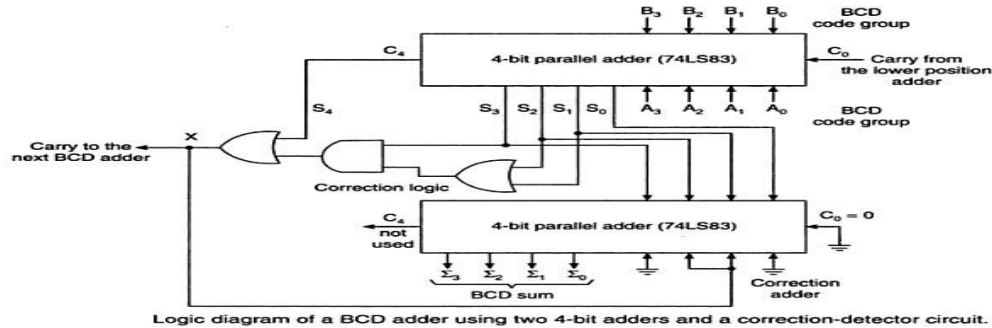 B₃ B₂ B₁ B₀ BCD
code group
C₄ 4-bit parallel adder (74LS83) C₀
Carry from
the lower position
adder
S₄ S₃ S₂ S₁ S₀ A₃ A₂ A₁ A₀ BCD
code group
X
Carry to the
next BCD adder
Correction logic
C₄
not
used
4-bit parallel adder (74LS83) C₀ = 0
Σ₃ Σ₂ Σ₁ Σ₀
BCD sum
Correction
adder
Logic diagram of a BCD adder using two 4-bit adders and a correction-detector circuit.